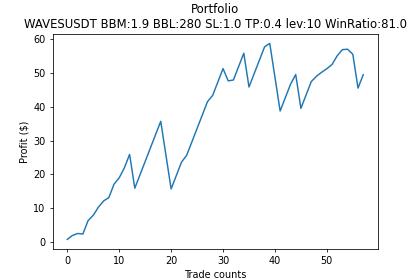 Portfolio
WAVESUSDT BBM:1.9 BBL:280 SL:1.0 TP:0.4 lev:10 WinRatio:81.0
60
50
40
30
20
10
0
Profit ($)
0 10 20 30 40 50
Trade counts